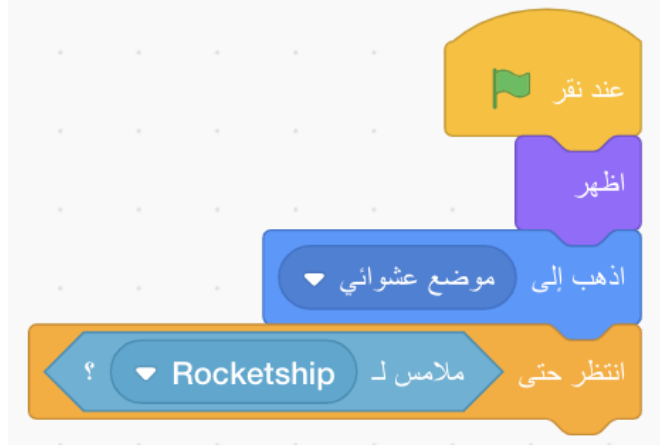 عند نقر
اظهر
اذهب إلى موضع عشوائي
انتظر حتى ملامس لـ Rocketship ؟